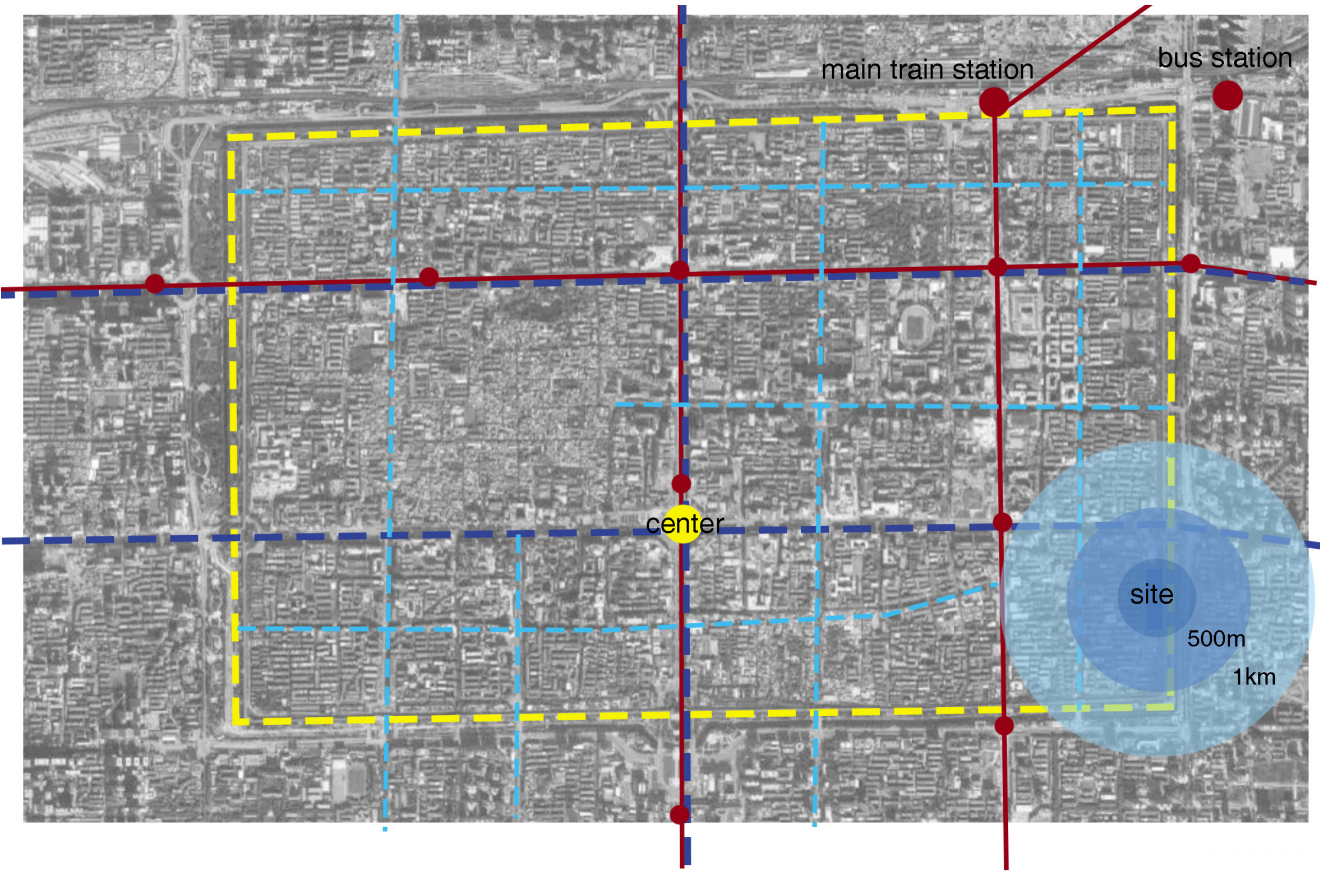 bus station
main train station
center
site
500m
1km